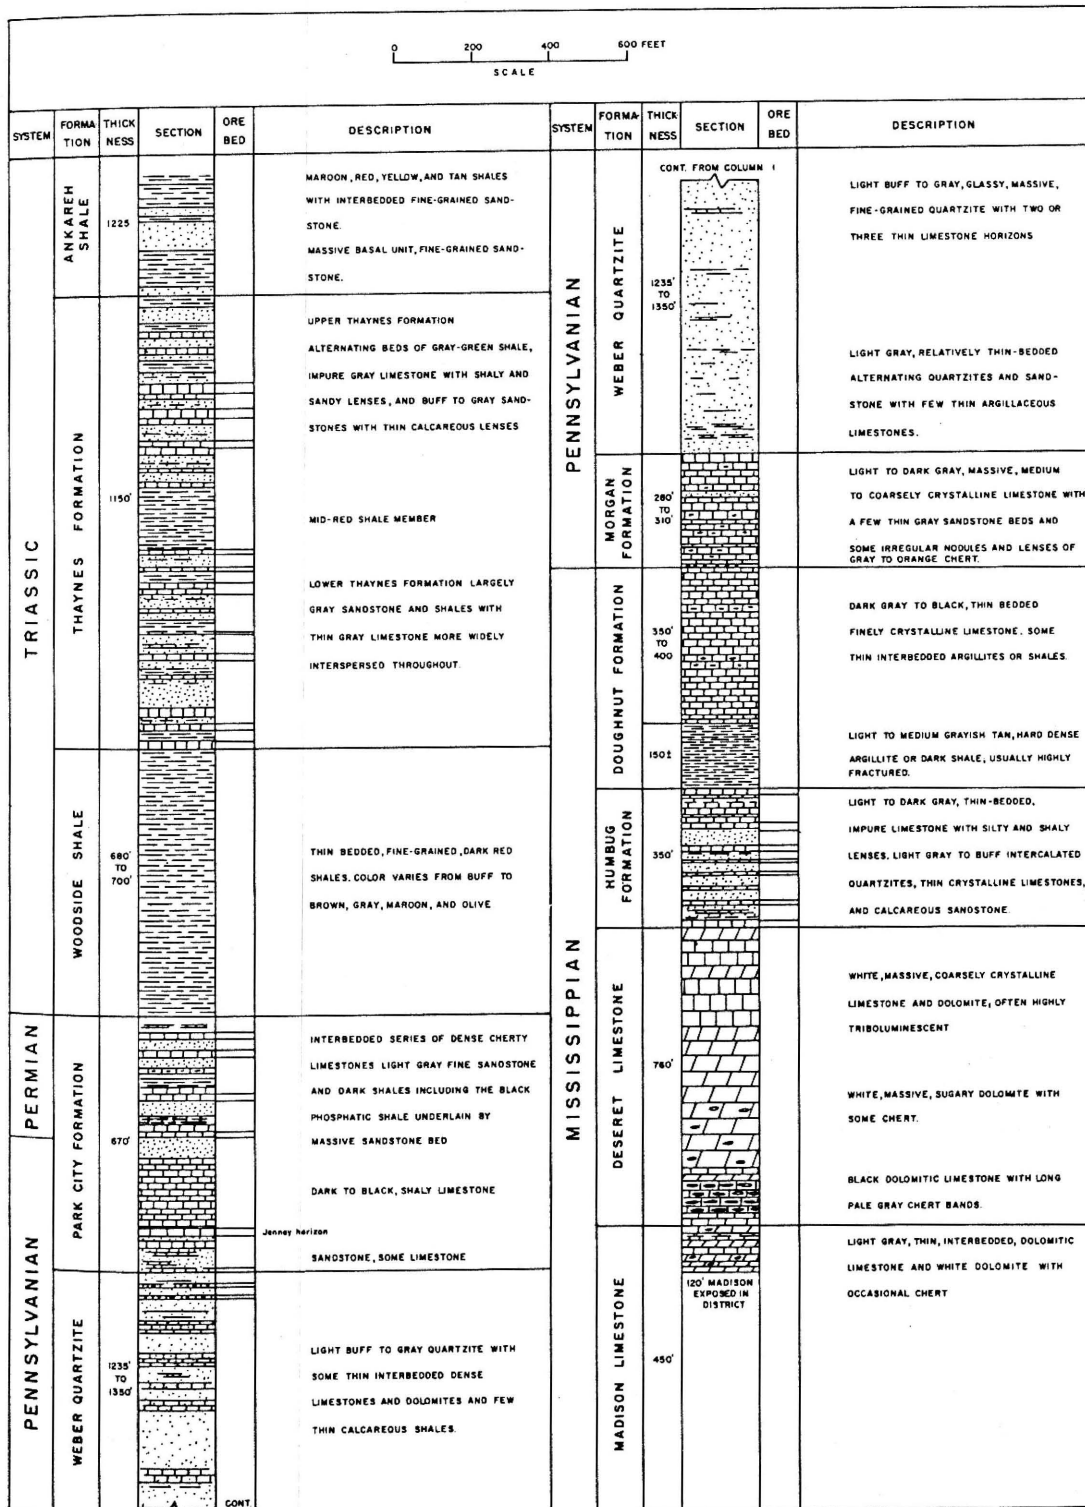 0 200 400 600 FEET
SCALE
SYSTEM
FORMA-
TION
THICK
NESS
SECTION
ORE
BED
DESCRIPTION
TRIASSIC
ANKAREH
SHALE
1225
MAROON, RED, YELLOW, AND TAN SHALES
WITH INTERBEDDED FINE-GRAINED SAND-
STONE.
MASSIVE BASAL UNIT, FINE-GRAINED SAND-
STONE.
THAYNES FORMATION
1150'
UPPER THAYNES FORMATION
ALTERNATING BEDS OF GRAY-GREEN SHALE,
IMPURE GRAY LIMESTONE WITH SHALY AND
SANDY LENSES, AND BUFF TO GRAY SAND-
STONES WITH THIN CALCAREOUS LENSES
MID-RED SHALE MEMBER
LOWER THAYNES FORMATION LARGELY
GRAY SANDSTONE AND SHALES WITH
THIN GRAY LIMESTONE MORE WIDELY
INTERSPERSED THROUGHOUT.
WOODSIDE SHALE
680'
TO
700'
THIN BEDDED, FINE-GRAINED, DARK RED
SHALES. COLOR VARIES FROM BUFF TO
BROWN, GRAY, MAROON, AND OLIVE
PERMIAN
PARK CITY FORMATION
670'
INTERBEDDED SERIES OF DENSE CHERTY
LIMESTONES LIGHT GRAY FINE SANDSTONE
AND DARK SHALES INCLUDING THE BLACK
PHOSPHATIC SHALE UNDERLAIN BY
MASSIVE SANDSTONE BED
DARK TO BLACK, SHALY LIMESTONE
Jenney horizon
SANDSTONE, SOME LIMESTONE
PENNSYLVANIAN
WEBER QUARTZITE
1235'
TO
1350'
LIGHT BUFF TO GRAY QUARTZITE WITH
SOME THIN INTERBEDDED DENSE
LIMESTONES AND DOLOMITES AND FEW
THIN CALCAREOUS SHALES.
CONT.
SYSTEM
FORMA-
TION
THICK
NESS
SECTION
ORE
BED
DESCRIPTION
CONT. FROM COLUMN 1
PENNSYLVANIAN
WEBER QUARTZITE
1235'
TO
1350'
LIGHT BUFF TO GRAY, GLASSY, MASSIVE,
FINE-GRAINED QUARTZITE WITH TWO OR
THREE THIN LIMESTONE HORIZONS
LIGHT GRAY, RELATIVELY THIN-BEDDED
ALTERNATING QUARTZITES AND SAND-
STONE WITH FEW THIN ARGILLACEOUS
LIMESTONES.
MORGAN
FORMATION
280'
TO
310'
LIGHT TO DARK GRAY, MASSIVE, MEDIUM
TO COARSELY CRYSTALLINE LIMESTONE WITH
A FEW THIN GRAY SANDSTONE BEDS AND
SOME IRREGULAR NODULES AND LENSES OF
GRAY TO ORANGE CHERT.
MISSISSIPPIAN
DOUGHNUT FORMATION
350'
TO
400
DARK GRAY TO BLACK, THIN BEDDED
FINELY CRYSTALLINE LIMESTONE. SOME
THIN INTERBEDDED ARGILLITES OR SHALES.
150±
LIGHT TO MEDIUM GRAYISH TAN, HARD DENSE
ARGILLITE OR DARK SHALE, USUALLY HIGHLY
FRACTURED.
HUMBUG
FORMATION
350'
LIGHT TO DARK GRAY, THIN-BEDDED,
IMPURE LIMESTONE WITH SILTY AND SHALY
LENSES. LIGHT GRAY TO BUFF INTERCALATED
QUARTZITES, THIN CRYSTALLINE LIMESTONES,
AND CALCAREOUS SANDSTONE.
DESERET LIMESTONE
760'
WHITE, MASSIVE, COARSELY CRYSTALLINE
LIMESTONE AND DOLOMITE, OFTEN HIGHLY
TRIBOLUMINESCENT
WHITE, MASSIVE, SUGARY DOLOMITE WITH
SOME CHERT.
BLACK DOLOMITIC LIMESTONE WITH LONG
PALE GRAY CHERT BANDS.
MADISON LIMESTONE
450'
LIGHT GRAY, THIN, INTERBEDDED, DOLOMITIC
LIMESTONE AND WHITE DOLOMITE WITH
OCCASIONAL CHERT
120' MADISON
EXPOSED IN
DISTRICT